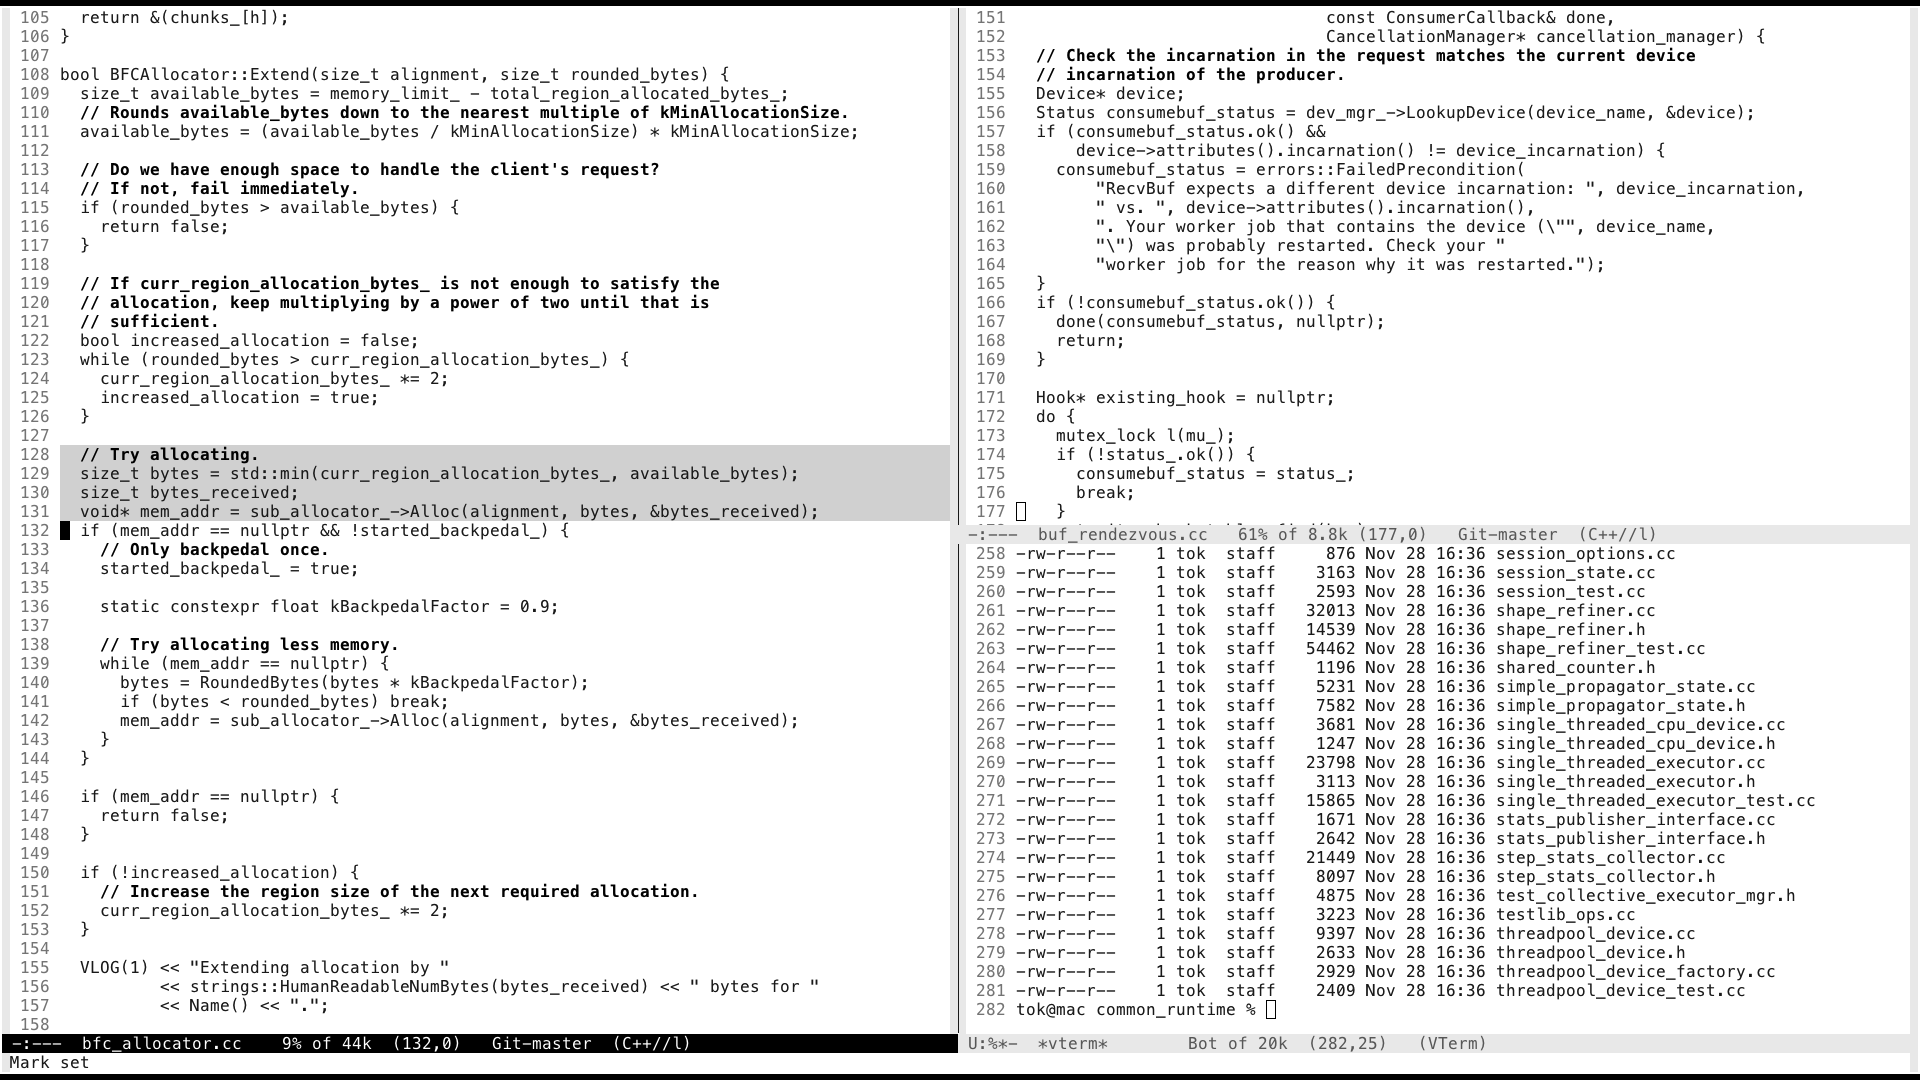 105   return &(chunks_[h]);
106 }
107
108 bool BFCAllocator::Extend(size_t alignment, size_t rounded_bytes) {
109   size_t available_bytes = memory_limit_ - total_region_allocated_bytes_;
110   // Rounds available_bytes down to the nearest multiple of kMinAllocationSize.
111   available_bytes = (available_bytes / kMinAllocationSize) * kMinAllocationSize;
112
113   // Do we have enough space to handle the client's request?
114   // If not, fail immediately.
115   if (rounded_bytes > available_bytes) {
116     return false;
117   }
118
119   // If curr_region_allocation_bytes_ is not enough to satisfy the
120   // allocation, keep multiplying by a power of two until that is
121   // sufficient.
122   bool increased_allocation = false;
123   while (rounded_bytes > curr_region_allocation_bytes_) {
124     curr_region_allocation_bytes_ *= 2;
125     increased_allocation = true;
126   }
127
128   // Try allocating.
129   size_t bytes = std::min(curr_region_allocation_bytes_, available_bytes);
130   size_t bytes_received;
131   void* mem_addr = sub_allocator_->Alloc(alignment, bytes, &bytes_received);
132   if (mem_addr == nullptr && !started_backpedal_) {
133     // Only backpedal once.
134     started_backpedal_ = true;
135
136     static constexpr float kBackpedalFactor = 0.9;
137
138     // Try allocating less memory.
139     while (mem_addr == nullptr) {
140       bytes = RoundedBytes(bytes * kBackpedalFactor);
141       if (bytes < rounded_bytes) break;
142       mem_addr = sub_allocator_->Alloc(alignment, bytes, &bytes_received);
143     }
144   }
145
146   if (mem_addr == nullptr) {
147     return false;
148   }
149
150   if (!increased_allocation) {
151     // Increase the region size of the next required allocation.
152     curr_region_allocation_bytes_ *= 2;
153   }
154
155   VLOG(1) << "Extending allocation by "
156           << strings::HumanReadableNumBytes(bytes_received) << " bytes for "
157           << Name() << ".";
158
-:---  bfc_allocator.cc    9% of 44k  (132,0)   Git-master  (C++//l)
Mark set
151                                const ConsumerCallback& done,
152                                CancellationManager* cancellation_manager) {
153   // Check the incarnation in the request matches the current device
154   // incarnation of the producer.
155   Device* device;
156   Status consumebuf_status = dev_mgr_->LookupDevice(device_name, &device);
157   if (consumebuf_status.ok() &&
158       device->attributes().incarnation() != device_incarnation) {
159     consumebuf_status = errors::FailedPrecondition(
160         "RecvBuf expects a different device incarnation: ", device_incarnation,
161         " vs. ", device->attributes().incarnation(),
162         ". Your worker job that contains the device (\"", device_name,
163         "\") was probably restarted. Check your "
164         "worker job for the reason why it was restarted.");
165   }
166   if (!consumebuf_status.ok()) {
167     done(consumebuf_status, nullptr);
168     return;
169   }
170
171   Hook* existing_hook = nullptr;
172   do {
173     mutex_lock l(mu_);
174     if (!status_.ok()) {
175       consumebuf_status = status_;
176       break;
177     }
-:---  buf_rendezvous.cc   61% of 8.8k (177,0)   Git-master  (C++//l)
258 -rw-r--r--    1 tok  staff     876 Nov 28 16:36 session_options.cc
259 -rw-r--r--    1 tok  staff    3163 Nov 28 16:36 session_state.cc
260 -rw-r--r--    1 tok  staff    2593 Nov 28 16:36 session_test.cc
261 -rw-r--r--    1 tok  staff   32013 Nov 28 16:36 shape_refiner.cc
262 -rw-r--r--    1 tok  staff   14539 Nov 28 16:36 shape_refiner.h
263 -rw-r--r--    1 tok  staff   54462 Nov 28 16:36 shape_refiner_test.cc
264 -rw-r--r--    1 tok  staff    1196 Nov 28 16:36 shared_counter.h
265 -rw-r--r--    1 tok  staff    5231 Nov 28 16:36 simple_propagator_state.cc
266 -rw-r--r--    1 tok  staff    7582 Nov 28 16:36 simple_propagator_state.h
267 -rw-r--r--    1 tok  staff    3681 Nov 28 16:36 single_threaded_cpu_device.cc
268 -rw-r--r--    1 tok  staff    1247 Nov 28 16:36 single_threaded_cpu_device.h
269 -rw-r--r--    1 tok  staff   23798 Nov 28 16:36 single_threaded_executor.cc
270 -rw-r--r--    1 tok  staff    3113 Nov 28 16:36 single_threaded_executor.h
271 -rw-r--r--    1 tok  staff   15865 Nov 28 16:36 single_threaded_executor_test.cc
272 -rw-r--r--    1 tok  staff    1671 Nov 28 16:36 stats_publisher_interface.cc
273 -rw-r--r--    1 tok  staff    2642 Nov 28 16:36 stats_publisher_interface.h
274 -rw-r--r--    1 tok  staff   21449 Nov 28 16:36 step_stats_collector.cc
275 -rw-r--r--    1 tok  staff    8097 Nov 28 16:36 step_stats_collector.h
276 -rw-r--r--    1 tok  staff    4875 Nov 28 16:36 test_collective_executor_mgr.h
277 -rw-r--r--    1 tok  staff    3223 Nov 28 16:36 testlib_ops.cc
278 -rw-r--r--    1 tok  staff    9397 Nov 28 16:36 threadpool_device.cc
279 -rw-r--r--    1 tok  staff    2633 Nov 28 16:36 threadpool_device.h
280 -rw-r--r--    1 tok  staff    2929 Nov 28 16:36 threadpool_device_factory.cc
281 -rw-r--r--    1 tok  staff    2409 Nov 28 16:36 threadpool_device_test.cc
282 tok@mac common_runtime %
U:%*-  *vterm*        Bot of 20k  (282,25)   (VTerm)